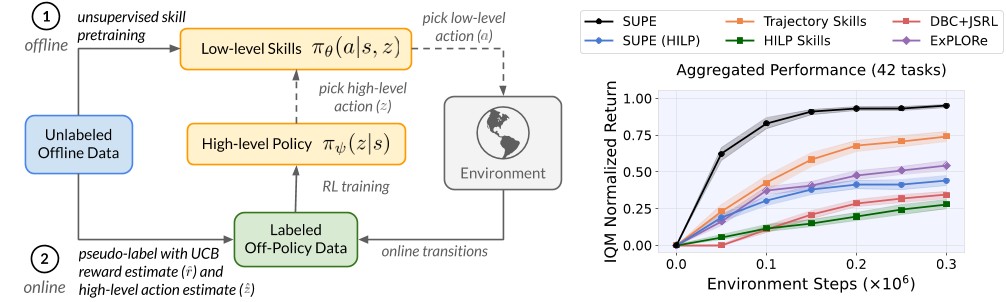 1
offline
unsupervised skill
pretraining
Low-level Skills πθ(a|s, z)
pick low-level
action (a)
pick high-level
action (z)
Unlabeled
Offline Data
High-level Policy πψ(z|s)
Environment
RL training
Labeled
Off-Policy Data
online transitions
2
online
pseudo-label with UCB
reward estimate (r̂) and
high-level action estimate (ẑ)
SUPE
SUPE (HILP)
Trajectory Skills
HILP Skills
DBC+JSRL
ExPLORe
Aggregated Performance (42 tasks)
IQM Normalized Return
1.00
0.75
0.50
0.25
0.00
0.0 0.1 0.2 0.3
Environment Steps (×10⁶)